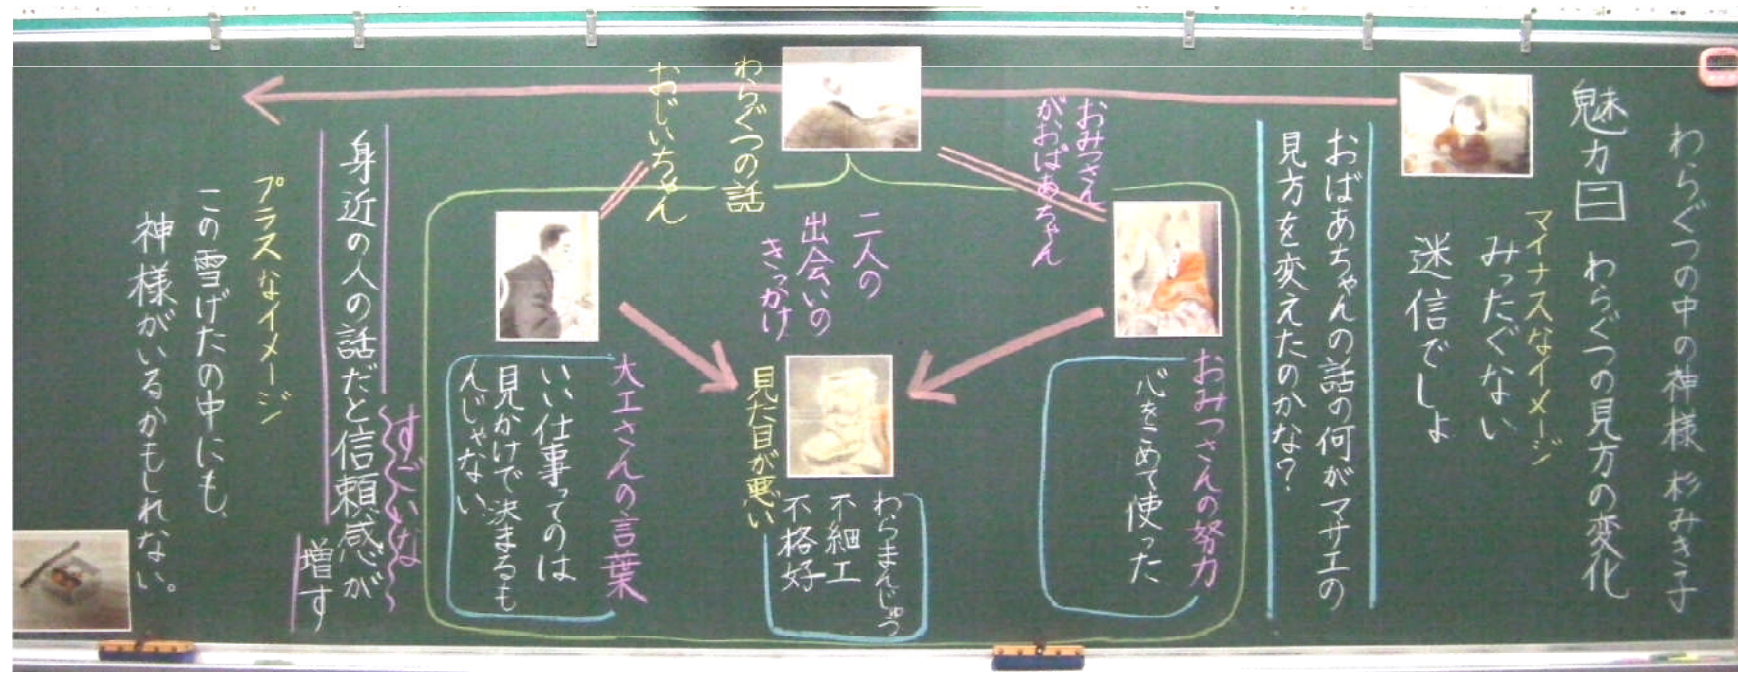 わらぐつの中の神様 杉みき子
魅力二 わらぐつの見方の変化
マイナスなイメージ
みったぐない
迷信でしょ
おばあちゃんの話の何がマサエの
見方を変えたのかな?
おみつさん
がおばあちゃん
おみつさんの努力
心をこめて使った
わらぐつの話
おじいちゃん
二人の
出会いの
きっかけ
見た目が悪い
わらまんじゅう
不細工
不格好
大工さんの言葉
いい仕事ってのは
見かけで決まるも
んじゃない
すご〜いな〜
身近の人の話だと信頼感が
増す
プラスなイメージ
この雪げたの中にも、
神様がいるかもしれない。